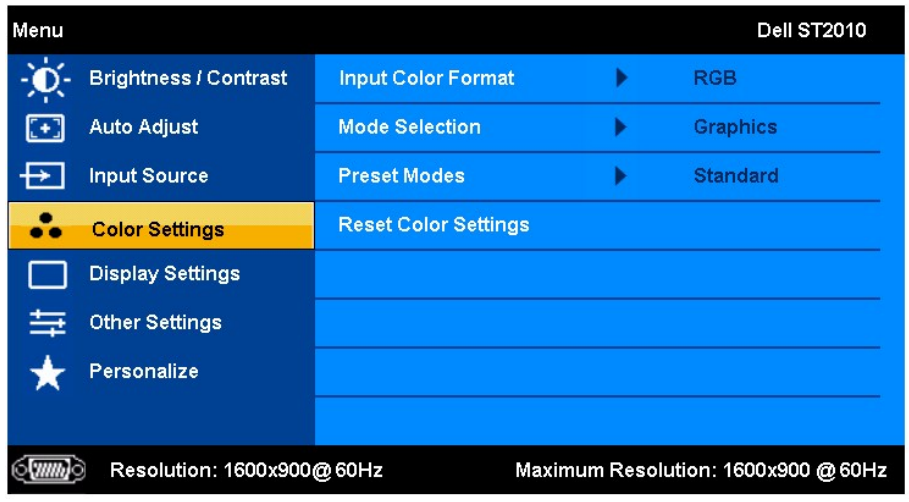 Menu Dell ST2010
Brightness / Contrast Input Color Format RGB
Auto Adjust Mode Selection Graphics
Input Source Preset Modes Standard
Color Settings Reset Color Settings
Display Settings
Other Settings
Personalize
Resolution: 1600x900@60Hz Maximum Resolution: 1600x900 @60Hz